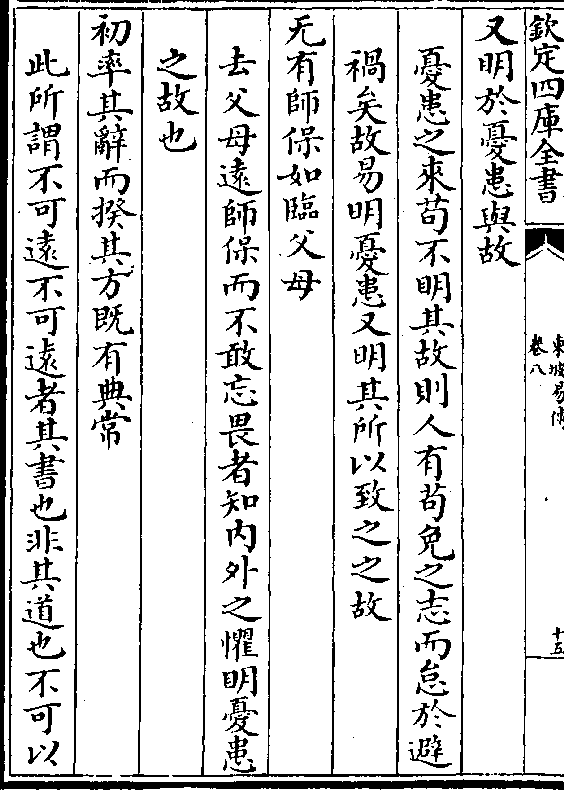 欽定四庫全書
東坡易傳
卷八
十五
又明於憂患與故
憂患之來苟不明其故則人有苟免之志而怠於避
禍矣故易明憂患又明其所以致之之故
无有師保如臨父母
去父母遠師保而不敢忘畏者知内外之懼明憂患
之故也
初率其辭而揆其方既有典常
此所謂不可遠不可遠者其書也非其道也不可以